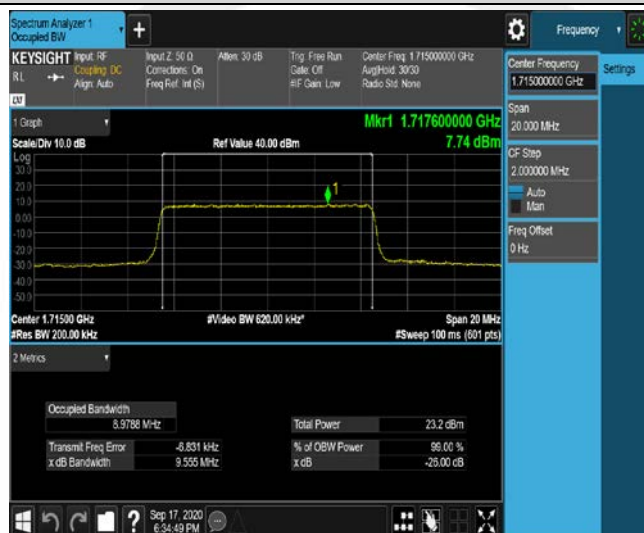 Spectrum Analyzer 1
Occupied BW
+
Frequency
KEYSIGHT
RL
Input: RF
Coupling: DC
Align: Auto
Input Z: 50 Ω
Corrections: On
Freq Ref: Int (S)
Atten: 30 dB
Trig: Free Run
Gate: Off
#IF Gain: Low
Center Freq: 1.715000000 GHz
Avg|Hold: 30/30
Radio Std: None
Center Frequency
1.715000000 GHz
Settings
Span
20.000 MHz
CF Step
2.000000 MHz
Auto
Man
Freq Offset
0 Hz
1 Graph
Scale/Div 10.0 dB
Ref Value 40.00 dBm
Mkr1 1.717600000 GHz
7.74 dBm
Log
30.0
20.0
10.0
0.00
-10.0
-20.0
-30.0
-40.0
-50.0
1
Center 1.71500 GHz
#Res BW 200.00 kHz
#Video BW 620.00 kHz*
Span 20 MHz
#Sweep 100 ms (601 pts)
2 Metrics
Occupied Bandwidth
8.9788 MHz
Total Power 23.2 dBm
Transmit Freq Error -6.831 kHz
% of OBW Power 99.00 %
x dB Bandwidth 9.555 MHz
x dB -26.00 dB
?
Sep 17, 2020
6:34:49 PM